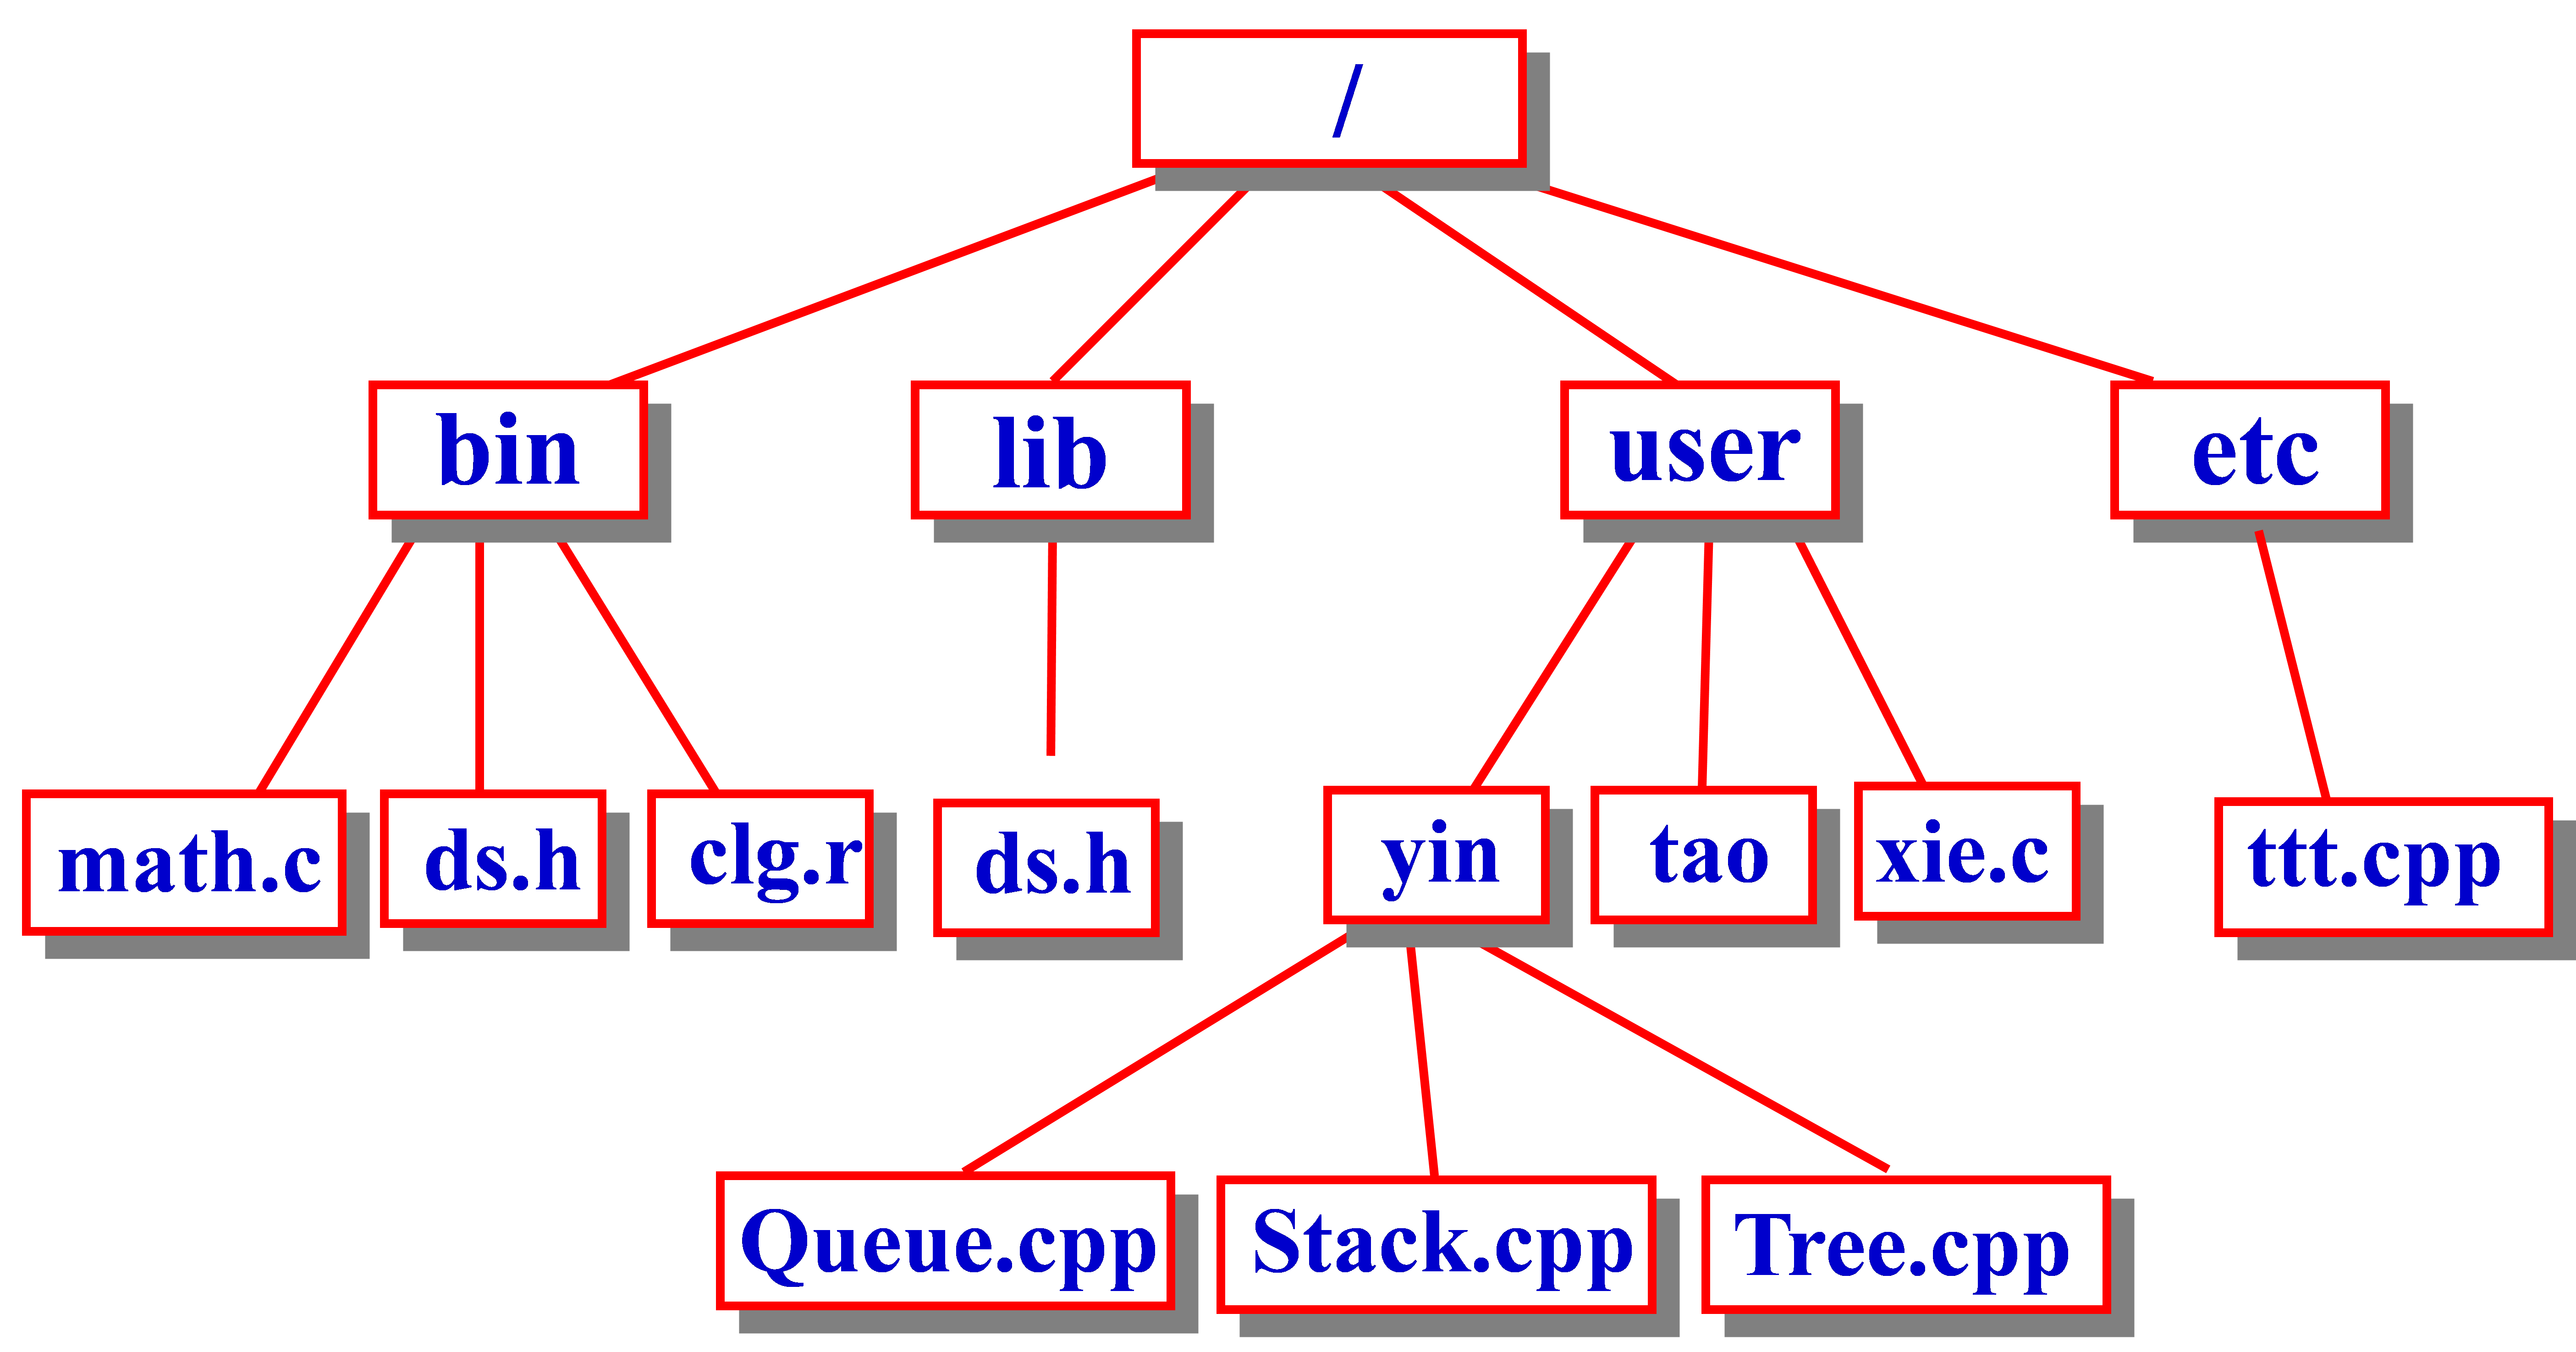 /
bin lib user etc
math.c ds.h clg.r ds.h yin tao xie.c ttt.cpp
Queue.cpp Stack.cpp Tree.cpp